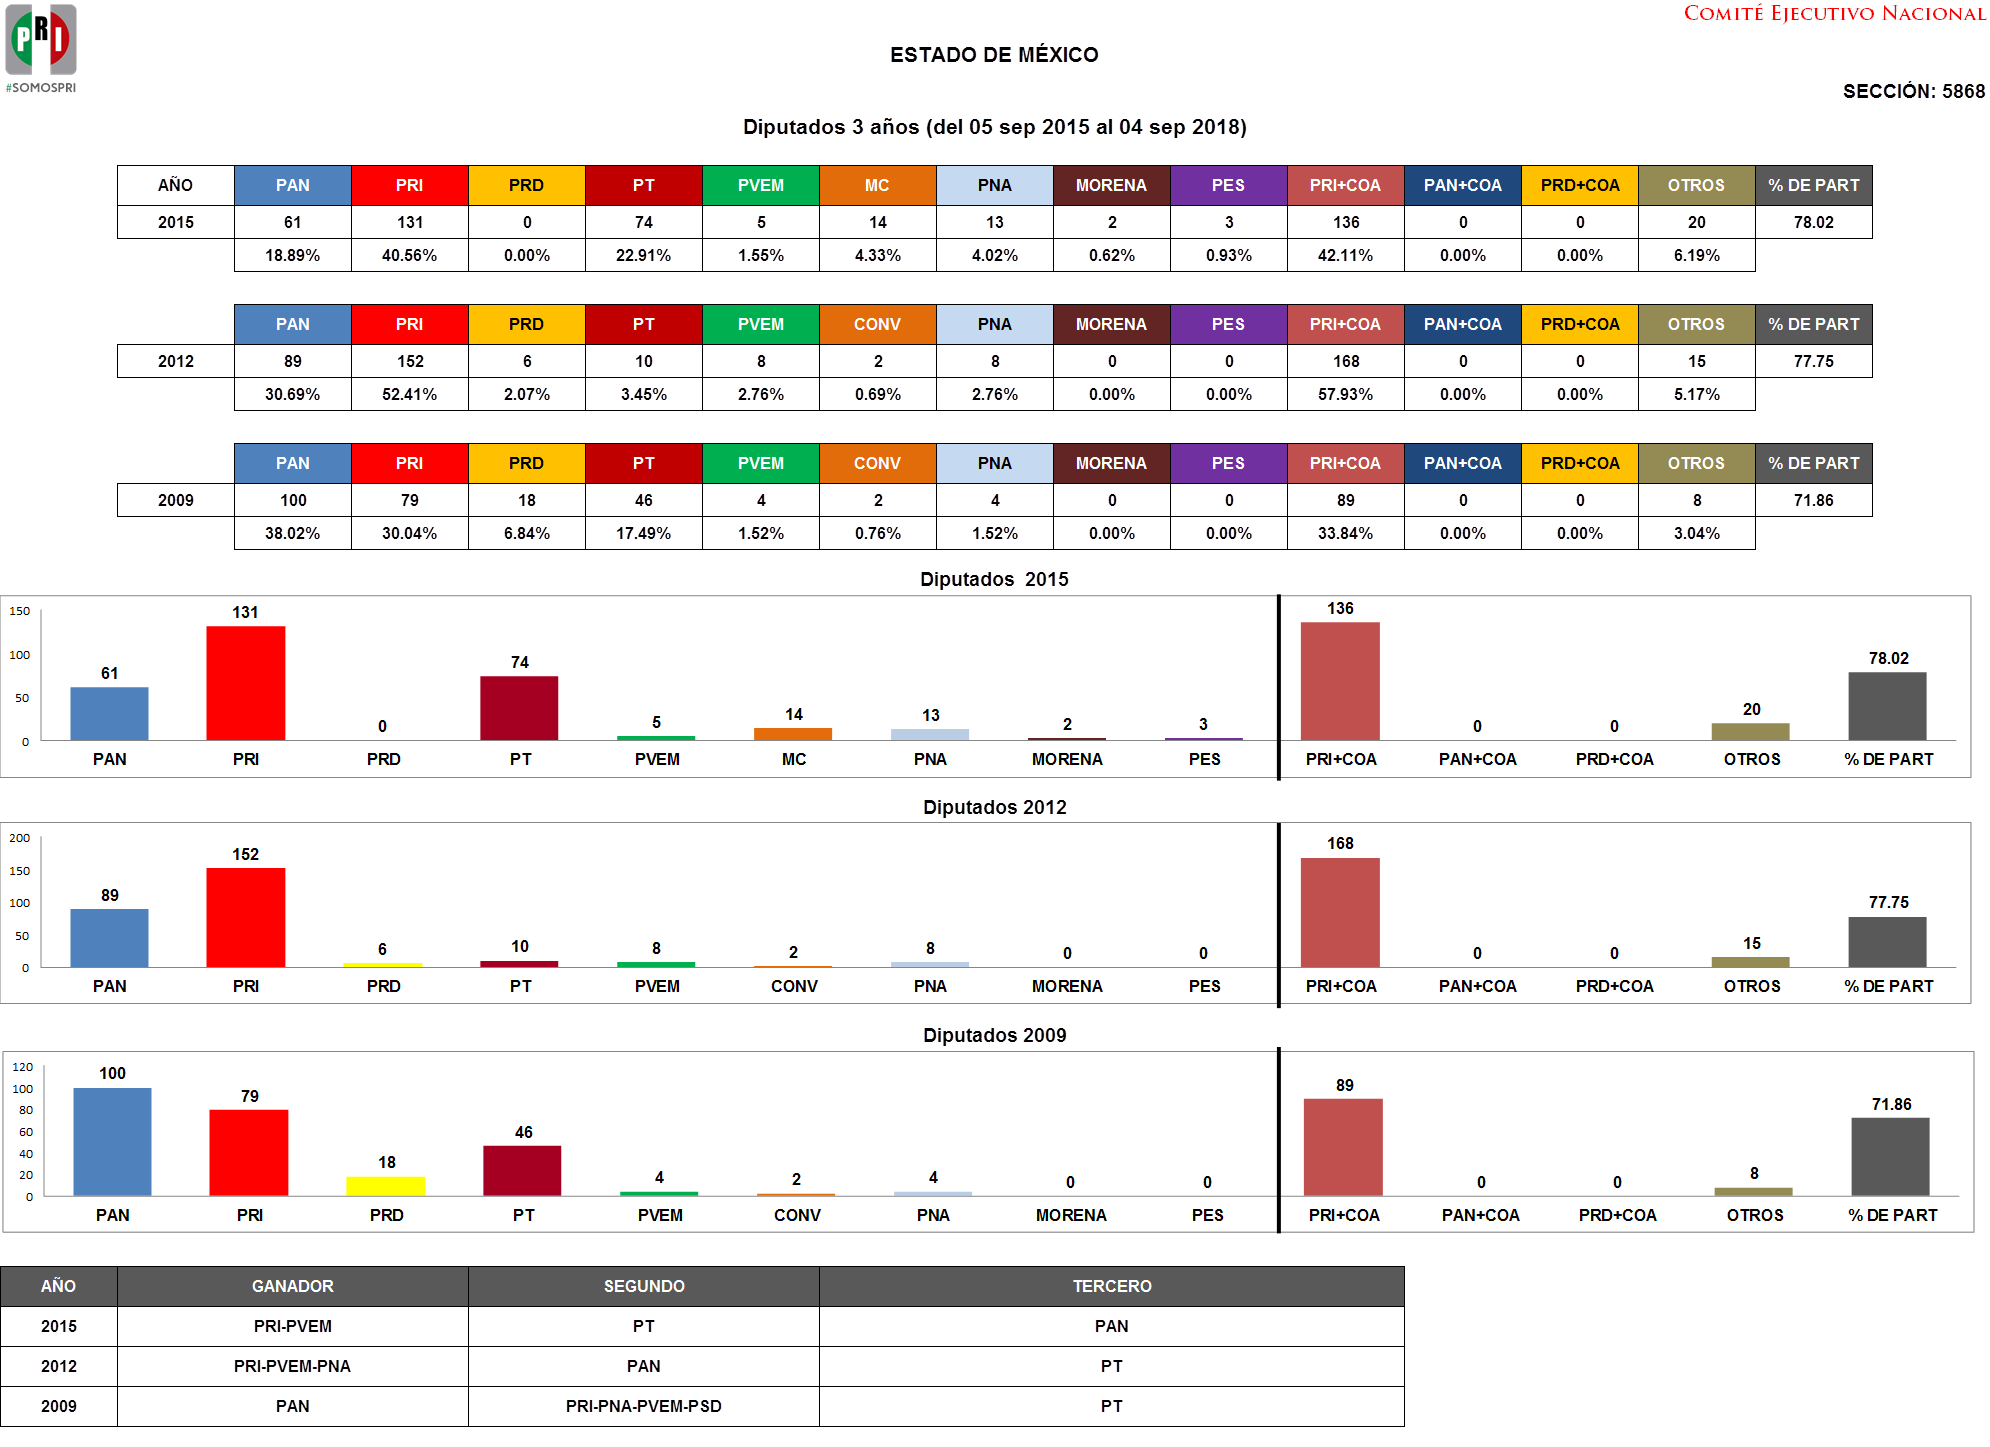 PRI
#SOMOSPRI
COMITÉ EJECUTIVO NACIONAL
ESTADO DE MÉXICO
SECCIÓN: 5868
Diputados 3 años (del 05 sep 2015 al 04 sep 2018)
AÑO PAN PRI PRD PT PVEM MC PNA MORENA PES PRI+COA PAN+COA PRD+COA OTROS % DE PART
2015 61 131 0 74 5 14 13 2 3 136 0 0 20 78.02
18.89% 40.56% 0.00% 22.91% 1.55% 4.33% 4.02% 0.62% 0.93% 42.11% 0.00% 0.00% 6.19%
PAN PRI PRD PT PVEM CONV PNA MORENA PES PRI+COA PAN+COA PRD+COA OTROS % DE PART
2012 89 152 6 10 8 2 8 0 0 168 0 0 15 77.75
30.69% 52.41% 2.07% 3.45% 2.76% 0.69% 2.76% 0.00% 0.00% 57.93% 0.00% 0.00% 5.17%
PAN PRI PRD PT PVEM CONV PNA MORENA PES PRI+COA PAN+COA PRD+COA OTROS % DE PART
2009 100 79 18 46 4 2 4 0 0 89 0 0 8 71.86
38.02% 30.04% 6.84% 17.49% 1.52% 0.76% 1.52% 0.00% 0.00% 33.84% 0.00% 0.00% 3.04%
Diputados 2015
150
100
50
0
61 131 0 74 5 14 13 2 3 136 0 0 20 78.02
PAN PRI PRD PT PVEM MC PNA MORENA PES PRI+COA PAN+COA PRD+COA OTROS % DE PART
Diputados 2012
200
150
100
50
0
89 152 6 10 8 2 8 0 0 168 0 0 15 77.75
PAN PRI PRD PT PVEM CONV PNA MORENA PES PRI+COA PAN+COA PRD+COA OTROS % DE PART
Diputados 2009
120
100
80
60
40
20
0
100 79 18 46 4 2 4 0 0 89 0 0 8 71.86
PAN PRI PRD PT PVEM CONV PNA MORENA PES PRI+COA PAN+COA PRD+COA OTROS % DE PART
AÑO GANADOR SEGUNDO TERCERO
2015 PRI-PVEM PT PAN
2012 PRI-PVEM-PNA PAN PT
2009 PAN PRI-PNA-PVEM-PSD PT